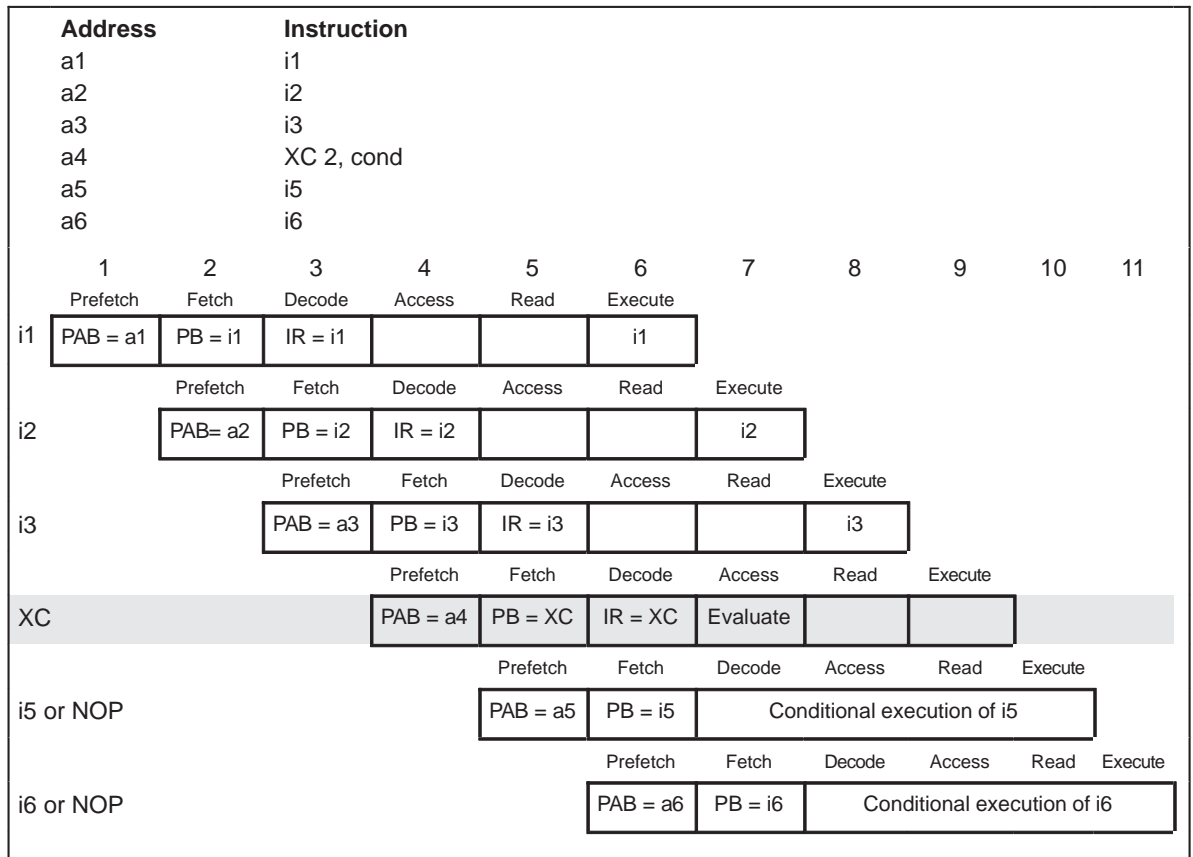 Address Instruction
a1 i1
a2 i2
a3 i3
a4 XC 2, cond
a5 i5
a6 i6
1 2 3 4 5 6 7 8 9 10 11
Prefetch Fetch Decode Access Read Execute
i1 PAB = a1 PB = i1 IR = i1 i1
Prefetch Fetch Decode Access Read Execute
i2 PAB= a2 PB = i2 IR = i2 i2
Prefetch Fetch Decode Access Read Execute
i3 PAB = a3 PB = i3 IR = i3 i3
Prefetch Fetch Decode Access Read Execute
XC PAB = a4 PB = XC IR = XC Evaluate
Prefetch Fetch Decode Access Read Execute
i5 or NOP PAB = a5 PB = i5 Conditional execution of i5
Prefetch Fetch Decode Access Read Execute
i6 or NOP PAB = a6 PB = i6 Conditional execution of i6